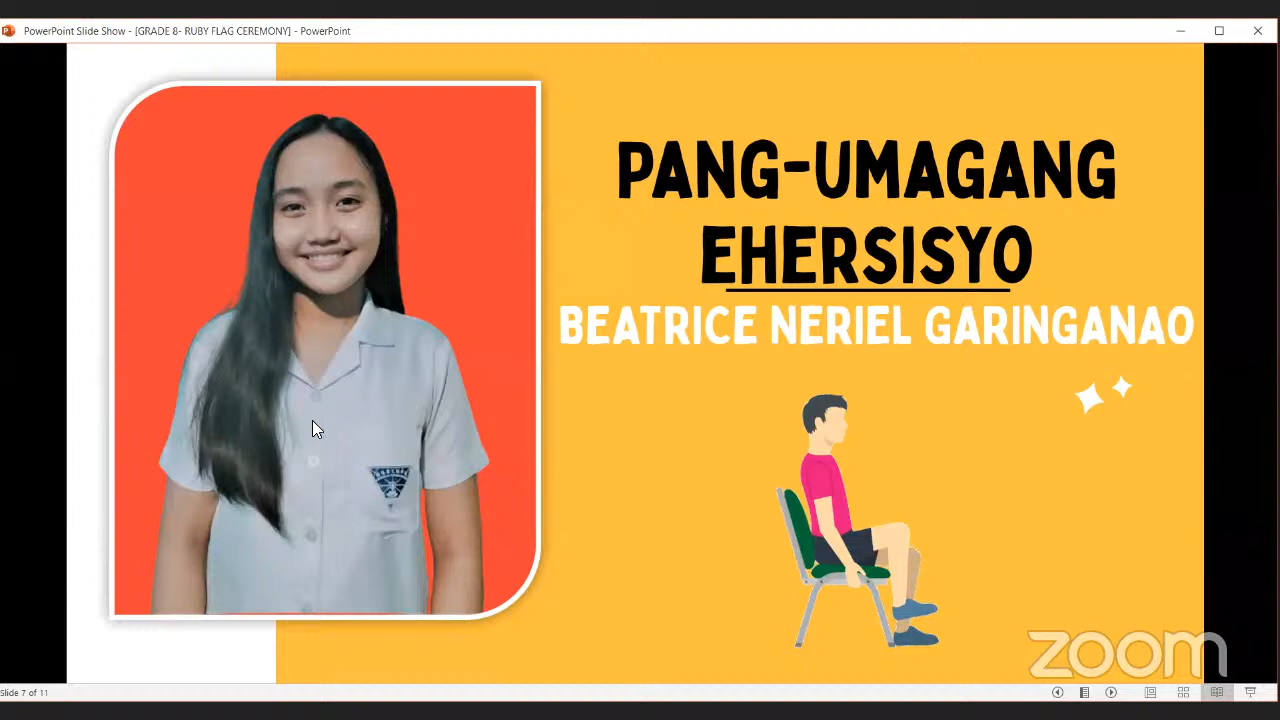 PowerPoint Slide Show - [GRADE 8- RUBY FLAG CEREMONY] - PowerPoint
PANG-UMAGANG
EHERSISYO
BEATRICE NERIEL GARINGANAO
zoom
Slide 7 of 11